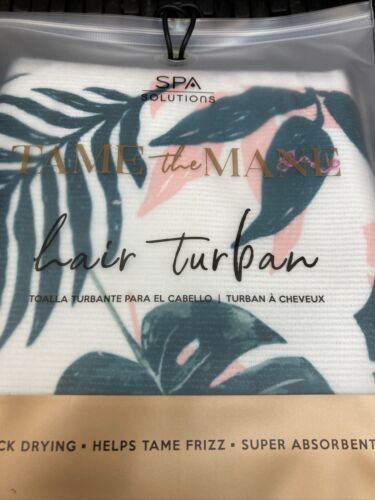 SPA
SOLUTIONS
TAME the MANE
hair turban
TOALLA TURBANTE PARA EL CABELLO | TURBAN À CHEVEUX
CK DRYING • HELPS TAME FRIZZ • SUPER ABSORBENT